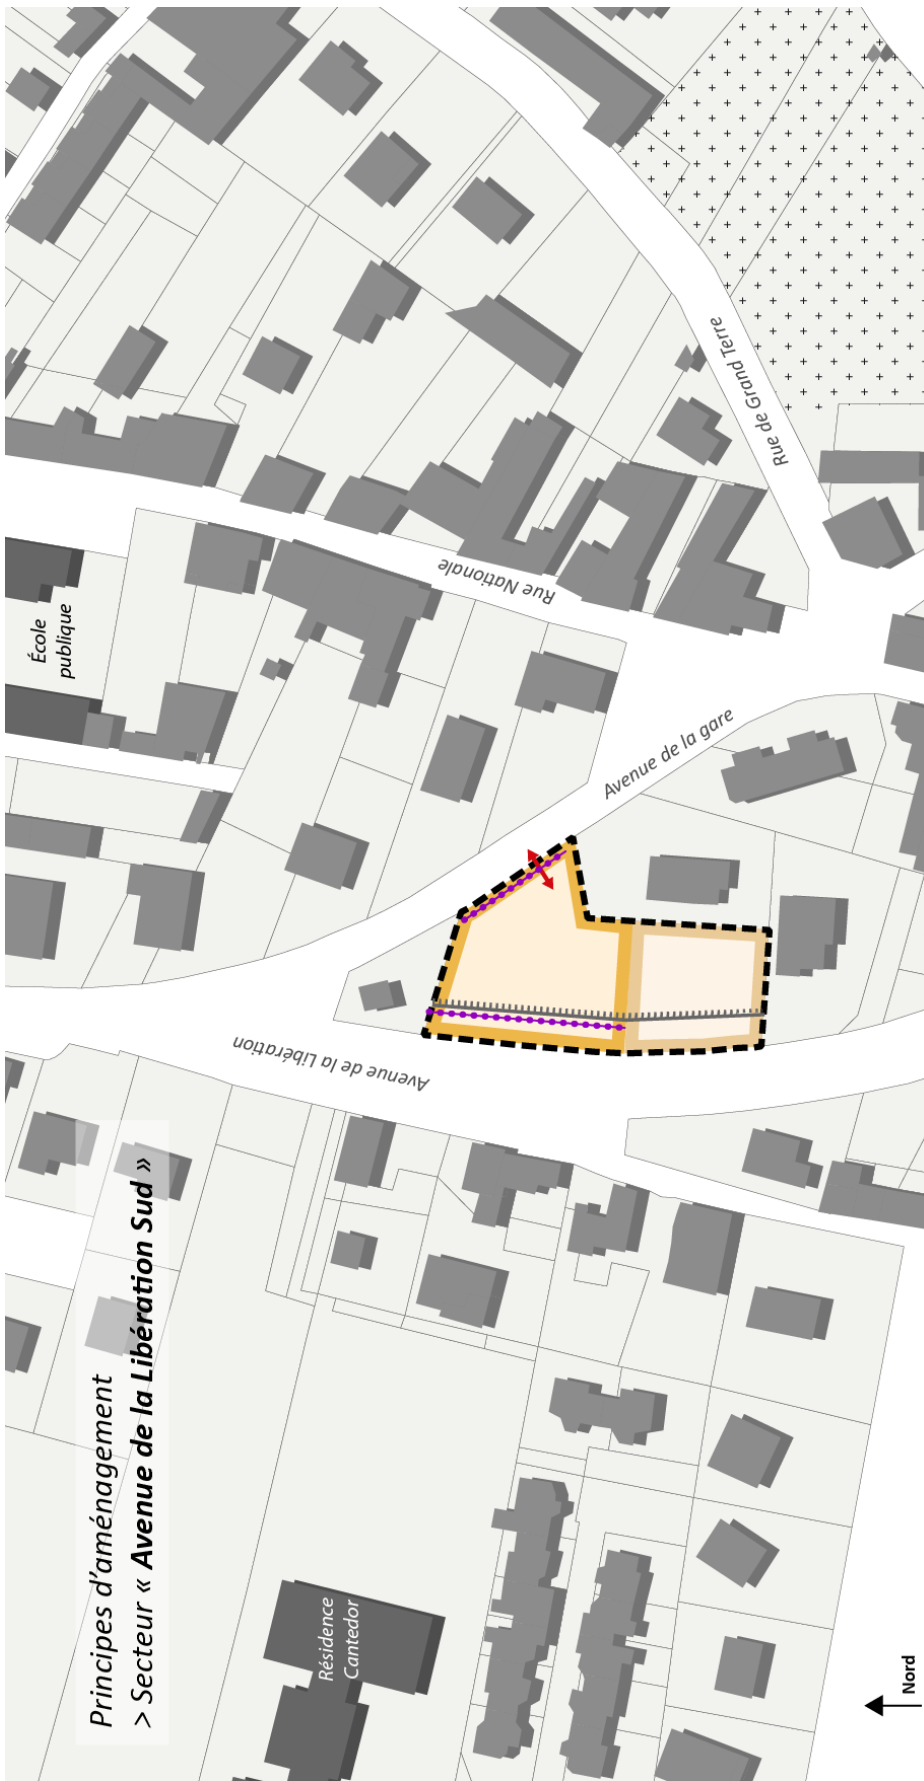 Principes d'aménagement
> Secteur « Avenue de la Libération Sud »
École
publique
Rue Nationale
Rue de Grand Terre
Avenue de la gare
Avenue de la Libération
Résidence
Cantedor
Nord